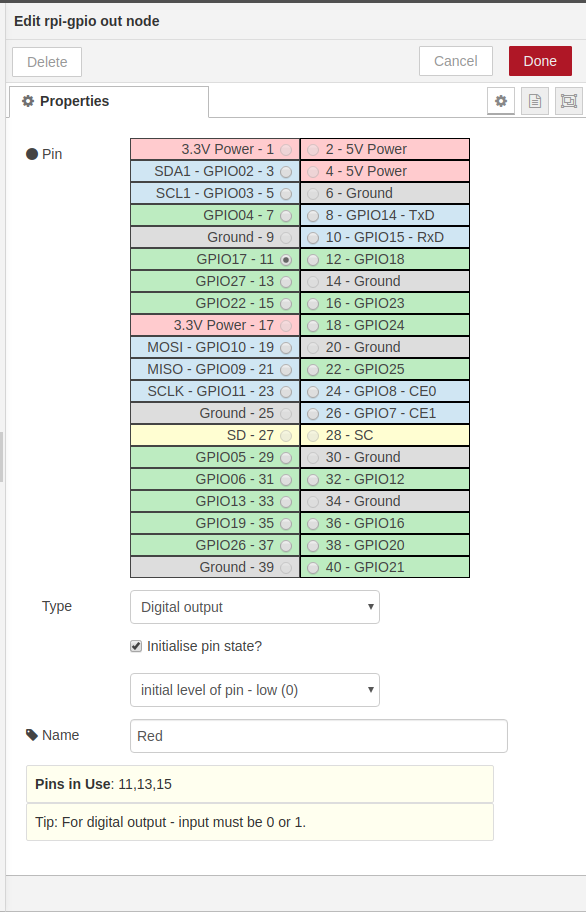 Edit rpi-gpio out node
Delete Cancel Done
Properties
Pin
3.3V Power - 1 2 - 5V Power
SDA1 - GPIO02 - 3 4 - 5V Power
SCL1 - GPIO03 - 5 6 - Ground
GPIO04 - 7 8 - GPIO14 - TxD
Ground - 9 10 - GPIO15 - RxD
GPIO17 - 11 12 - GPIO18
GPIO27 - 13 14 - Ground
GPIO22 - 15 16 - GPIO23
3.3V Power - 17 18 - GPIO24
MOSI - GPIO10 - 19 20 - Ground
MISO - GPIO09 - 21 22 - GPIO25
SCLK - GPIO11 - 23 24 - GPIO8 - CE0
Ground - 25 26 - GPIO7 - CE1
SD - 27 28 - SC
GPIO05 - 29 30 - Ground
GPIO06 - 31 32 - GPIO12
GPIO13 - 33 34 - Ground
GPIO19 - 35 36 - GPIO16
GPIO26 - 37 38 - GPIO20
Ground - 39 40 - GPIO21
Type Digital output
Initialise pin state?
initial level of pin - low (0)
Name Red
Pins in Use: 11,13,15
Tip: For digital output - input must be 0 or 1.